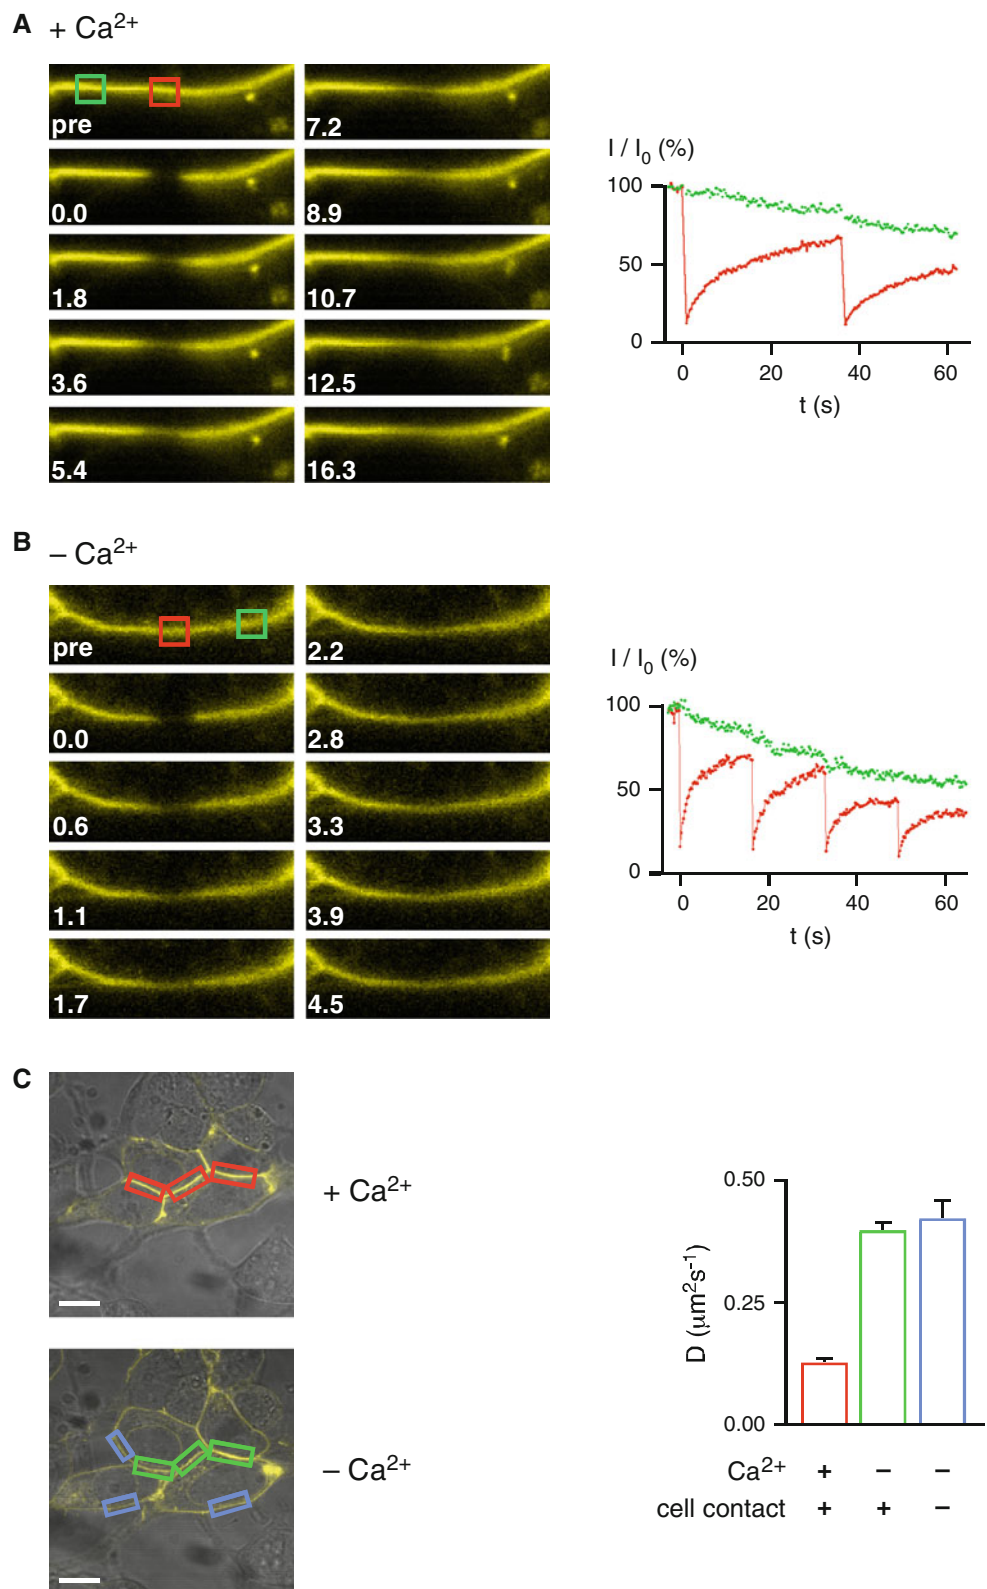 A + Ca²⁺
pre
0.0
1.8
3.6
5.4
7.2
8.9
10.7
12.5
16.3
I / I₀ (%)
100
50
0
0 20 40 60
t (s)
B – Ca²⁺
pre
0.0
0.6
1.1
1.7
2.2
2.8
3.3
3.9
4.5
I / I₀ (%)
100
50
0
0 20 40 60
t (s)
C
+ Ca²⁺
– Ca²⁺
D (μm²s⁻¹)
0.50
0.25
0.00
Ca²⁺ + – –
cell contact + + –